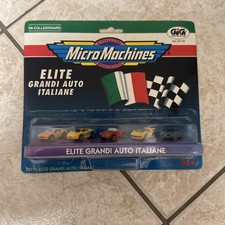 DA COLLEZIONARE!
GIG
Micro Machines
ELITE
GRANDI AUTO
ITALIANE
ELITE GRANDI AUTO ITALIANE